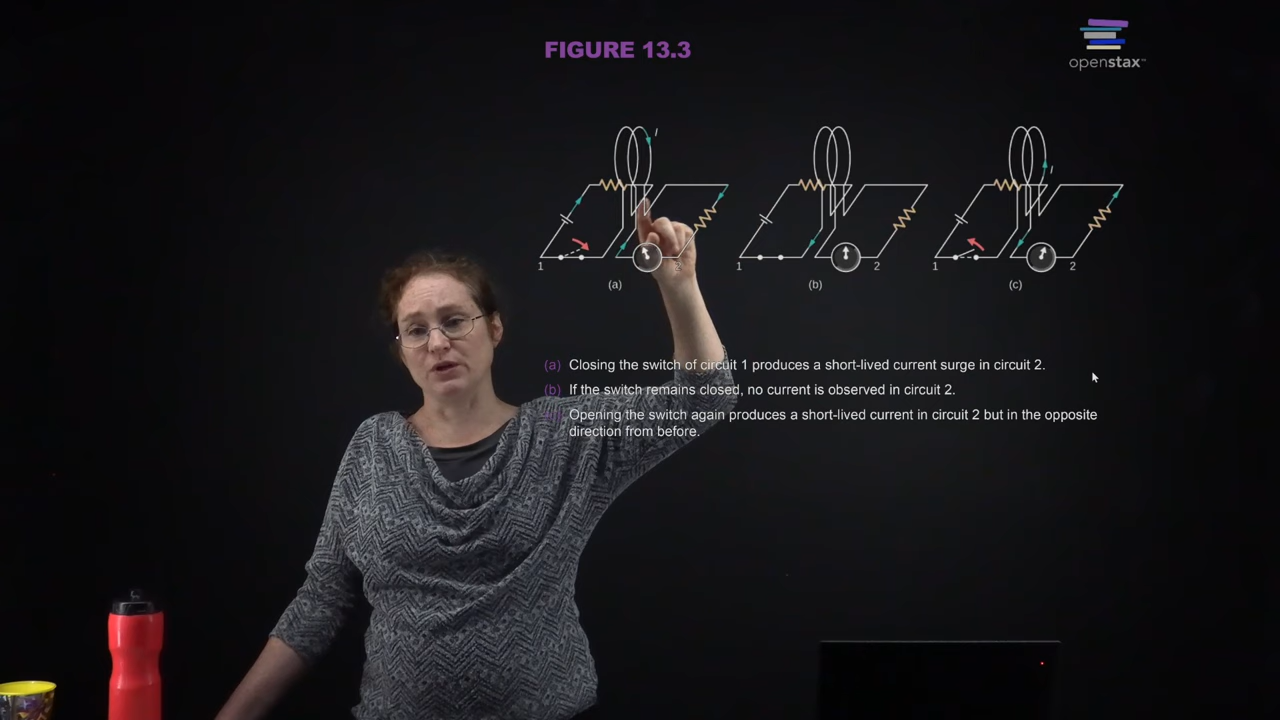 FIGURE 13.3
openstax™
I
I
1
2
1
2
1
2
(a)
(b)
(c)
(a) Closing the switch of circuit 1 produces a short-lived current surge in circuit 2.
(b) If the switch remains closed, no current is observed in circuit 2.
Opening the switch again produces a short-lived current in circuit 2 but in the opposite
direction from before.